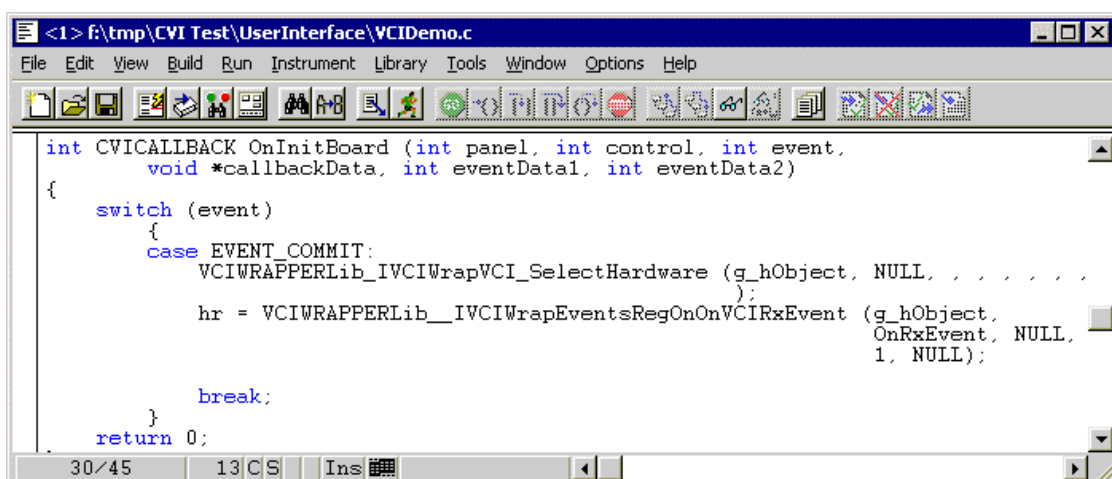 <1> f:\tmp\CVI Test\UserInterface\VCIDemo.c
File Edit View Build Run Instrument Library Tools Window Options Help
int CVICALLBACK OnInitBoard (int panel, int control, int event,
void *callbackData, int eventData1, int eventData2)
{
switch (event)
{
case EVENT_COMMIT:
VCIWRAPPERLib_IVCIWrapVCI_SelectHardware (g_hObject, NULL, , , , , , ,
);
hr = VCIWRAPPERLib__IVCIWrapEventsRegOnOnVCIRxEvent (g_hObject,
OnRxEvent, NULL,
1, NULL);
break;
}
return 0;
30/45 13 C S Ins